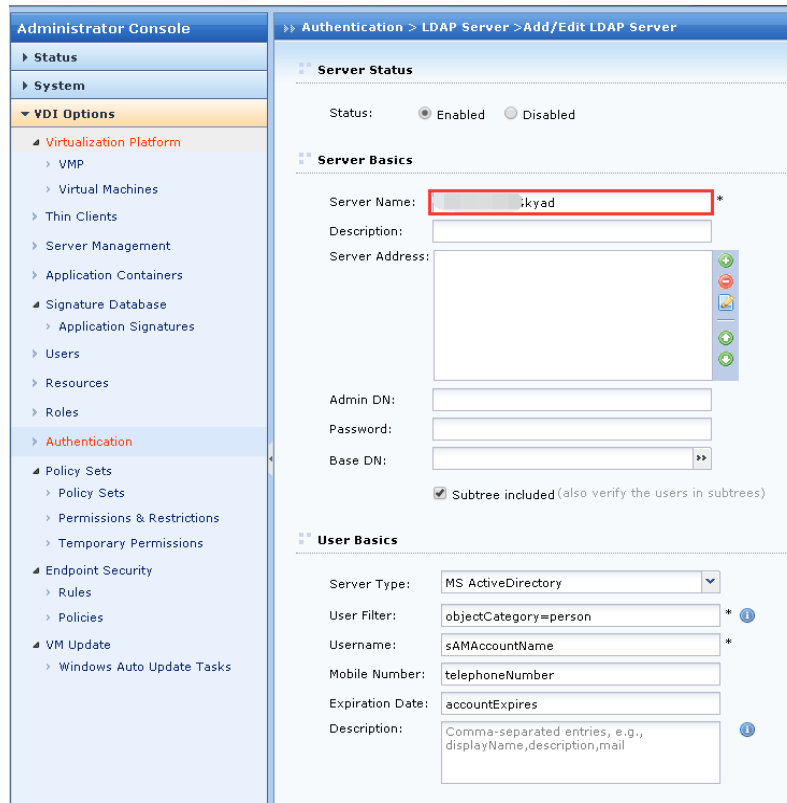 Administrator Console
Status
System
VDI Options
Virtualization Platform
VMP
Virtual Machines
Thin Clients
Server Management
Application Containers
Signature Database
Application Signatures
Users
Resources
Roles
Authentication
Policy Sets
Policy Sets
Permissions & Restrictions
Temporary Permissions
Endpoint Security
Rules
Policies
VM Update
Windows Auto Update Tasks
›› Authentication > LDAP Server >Add/Edit LDAP Server
Server Status
Status: Enabled Disabled
Server Basics
Server Name: *
Description:
Server Address:
Admin DN:
Password:
Base DN:
Subtree included (also verify the users in subtrees)
User Basics
Server Type: MS ActiveDirectory
User Filter: objectCategory=person *
Username: sAMAccountName *
Mobile Number: telephoneNumber
Expiration Date: accountExpires
Description: Comma-separated entries, e.g.,
displayName,description,mail